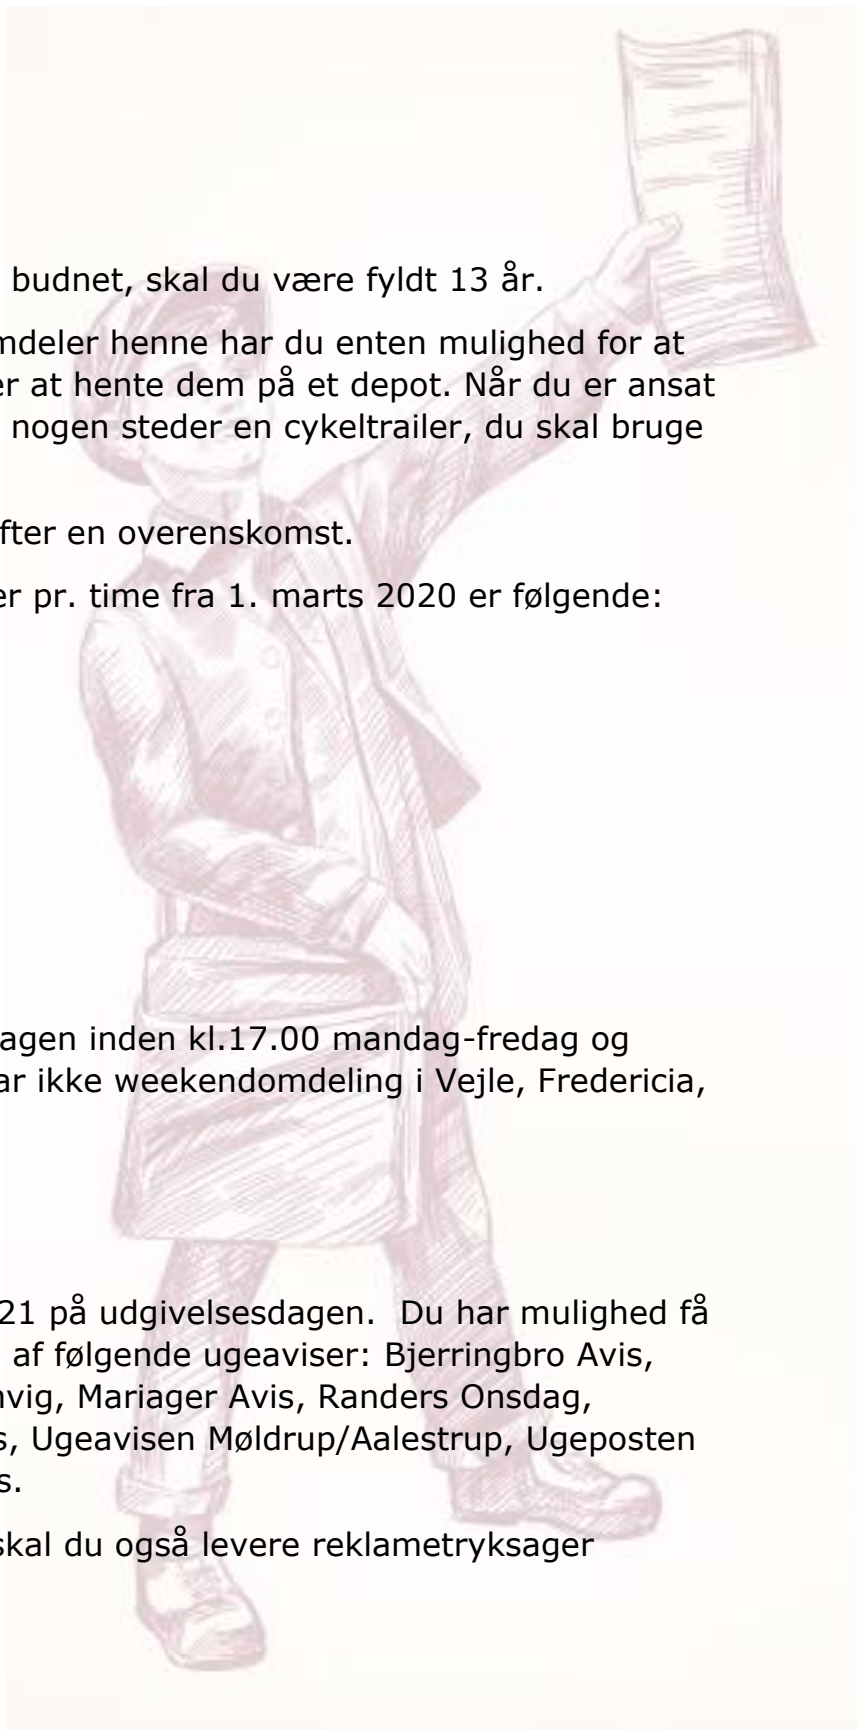 budnet, skal du være fyldt 13 år.
mdeler henne har du enten mulighed for at
er at hente dem på et depot. Når du er ansat
nogen steder en cykeltrailer, du skal bruge
fter en overenskomst.
er pr. time fra 1. marts 2020 er følgende:
agen inden kl.17.00 mandag-fredag og
ar ikke weekendomdeling i Vejle, Fredericia,
21 på udgivelsesdagen.  Du har mulighed få
af følgende ugeaviser: Bjerringbro Avis,
nvig, Mariager Avis, Randers Onsdag,
s, Ugeavisen Møldrup/Aalestrup, Ugeposten
s.
skal du også levere reklametryksager